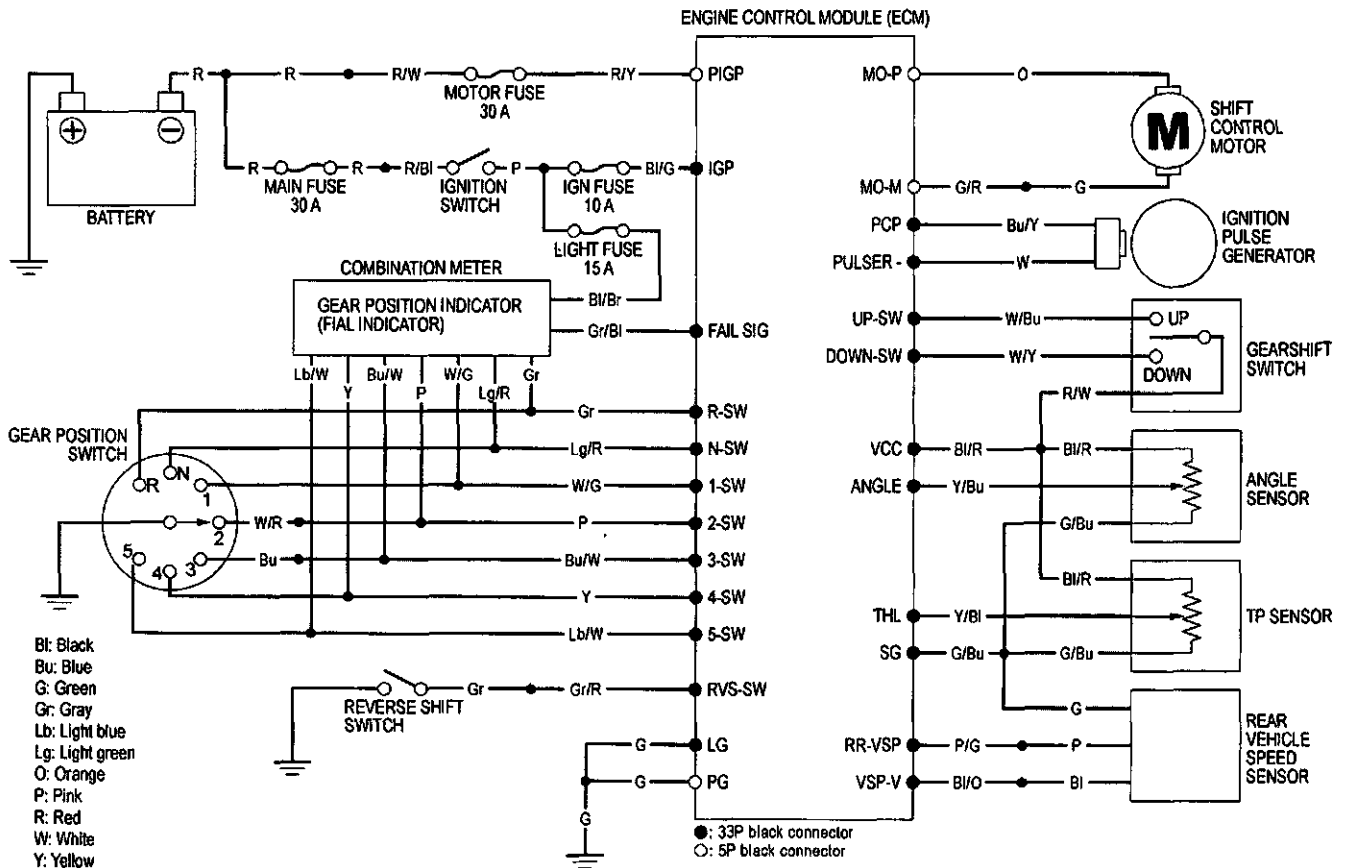 ENGINE CONTROL MODULE (ECM)
R
R
R/W
R/Y
PIGP
MOTOR FUSE
30 A
MO-P
O
M
SHIFT
CONTROL
MOTOR
BATTERY
R
R
R/Bl
P
Bl/G
IGP
MAIN FUSE
30 A
IGNITION
SWITCH
IGN FUSE
10 A
LIGHT FUSE
15 A
MO-M
G/R
G
PCP
Bu/Y
PULSER -
W
IGNITION
PULSE
GENERATOR
COMBINATION METER
GEAR POSITION INDICATOR
(FIAL INDICATOR)
Bl/Br
Gr/Bl
FAIL SIG
UP-SW
W/Bu
UP
DOWN-SW
W/Y
DOWN
R/W
GEARSHIFT
SWITCH
Lb/W
Y
Bu/W
P
W/G
Lg/R
Gr
GEAR POSITION
SWITCH
R
N
1
2
3
4
5
Gr
R-SW
Lg/R
N-SW
W/G
1-SW
W/R
P
2-SW
Bu
Bu/W
3-SW
Y
4-SW
Lb/W
5-SW
VCC
Bl/R
Bl/R
ANGLE
Y/Bu
G/Bu
ANGLE
SENSOR
Bl/R
THL
Y/Bl
SG
G/Bu
G/Bu
TP SENSOR
REVERSE SHIFT
SWITCH
Gr
Gr/R
RVS-SW
G
LG
G
PG
G
G
RR-VSP
P/G
P
VSP-V
Bl/O
Bl
REAR
VEHICLE
SPEED
SENSOR
Bl: Black
Bu: Blue
G: Green
Gr: Gray
Lb: Light blue
Lg: Light green
O: Orange
P: Pink
R: Red
W: White
Y: Yellow
●: 33P black connector
○: 5P black connector